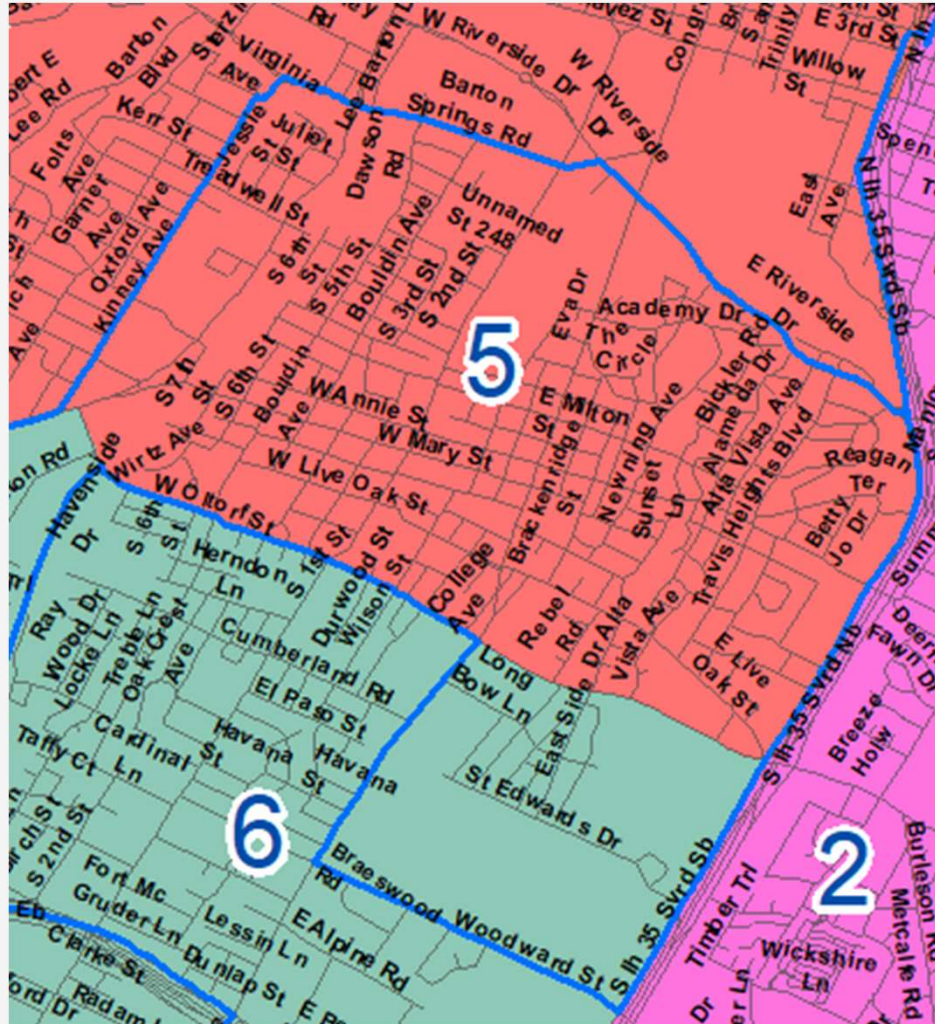 Rd
W Riverside
Dr
E 3rd St
Trinity
Willow
St
Barton
Blvd
Virginia
Ave
Lee Barton
W Riverside
Dr
Lee Rd
Kerr St
Barton
Springs Rd
Jessie
St
Juliet
St
Dawson
Rd
Folts
Ave
Garner
Ave
Oxford Ave
Kinney Ave
Treadwell St
Unnamed
St 248
East
Ave
N Ih 35 Svrd Sb
S 6th
St
S 5th St
Bouldin Ave
S 3rd St
S 2nd St
Eva Dr
E Riverside
Dr
Academy Dr
The
Circle
5
Ave
S 7th
St
S 6th St
Bouldin
Ave
W Annie St
W Mary St
E Milton
St
Newning Ave
Bickler Rd
Alameda Dr
Alta Vista Ave
Travis Heights Blvd
Reagan
Ter
Wirtz Ave
W Live Oak St
Brackenridge
St
Sunset
Ln
Betty
Jo Dr
Havenside
Dr
W Oltorf St
S 6th
St
Herndon
Ln
S 1st St
Durwood St
Wilson St
College
Ave
Rebel
Rd
East Side Dr
Alta
Vista Ave
E Live
Oak St
S Ih 35 Svrd Nb
Fawn Dr
Ray
Wood Dr
Locke Ln
Treble Ln
Oak Crest
Ave
Cumberland Rd
El Paso St
Long
Bow Ln
Breeze
Holw
Taffy Ct
Cardinal
Ln
St
Havana
St
Havana
St Edwards Dr
6
2
S 2nd St
Fort Mc
Gruder Ln
Braeswood
Rd
Woodward St
S Ih 35 Svrd Sb
Timber Trl
Burleson Rd
Metcalfe Rd
Eb
Clarke St
Lessin Ln
Dunlap St
E Alpine Rd
Wickshire
Ln
Dr